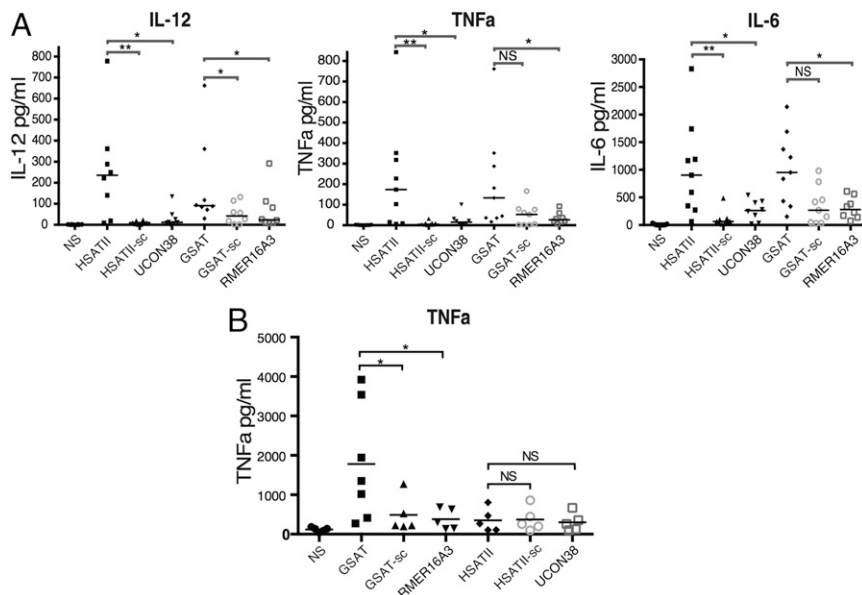 A
IL-12
TNFa
IL-6
IL-12 pg/ml
800
700
600
500
400
300
200
100
0
*
**
*
*
NS
HSATII
HSATII-sc
UCON38
GSAT
GSAT-sc
RMER16A3
TNFa pg/ml
800
700
600
500
400
300
200
100
0
*
**
*
NS
NS
HSATII
HSATII-sc
UCON38
GSAT
GSAT-sc
RMER16A3
IL-6 pg/ml
3000
2500
2000
1500
1000
500
0
*
**
*
NS
NS
HSATII
HSATII-sc
UCON38
GSAT
GSAT-sc
RMER16A3
B
TNFa
TNFa pg/ml
5000
4000
3000
2000
1000
0
*
*
NS
NS
NS
GSAT
GSAT-sc
RMER16A3
HSATII
HSATII-sc
UCON38